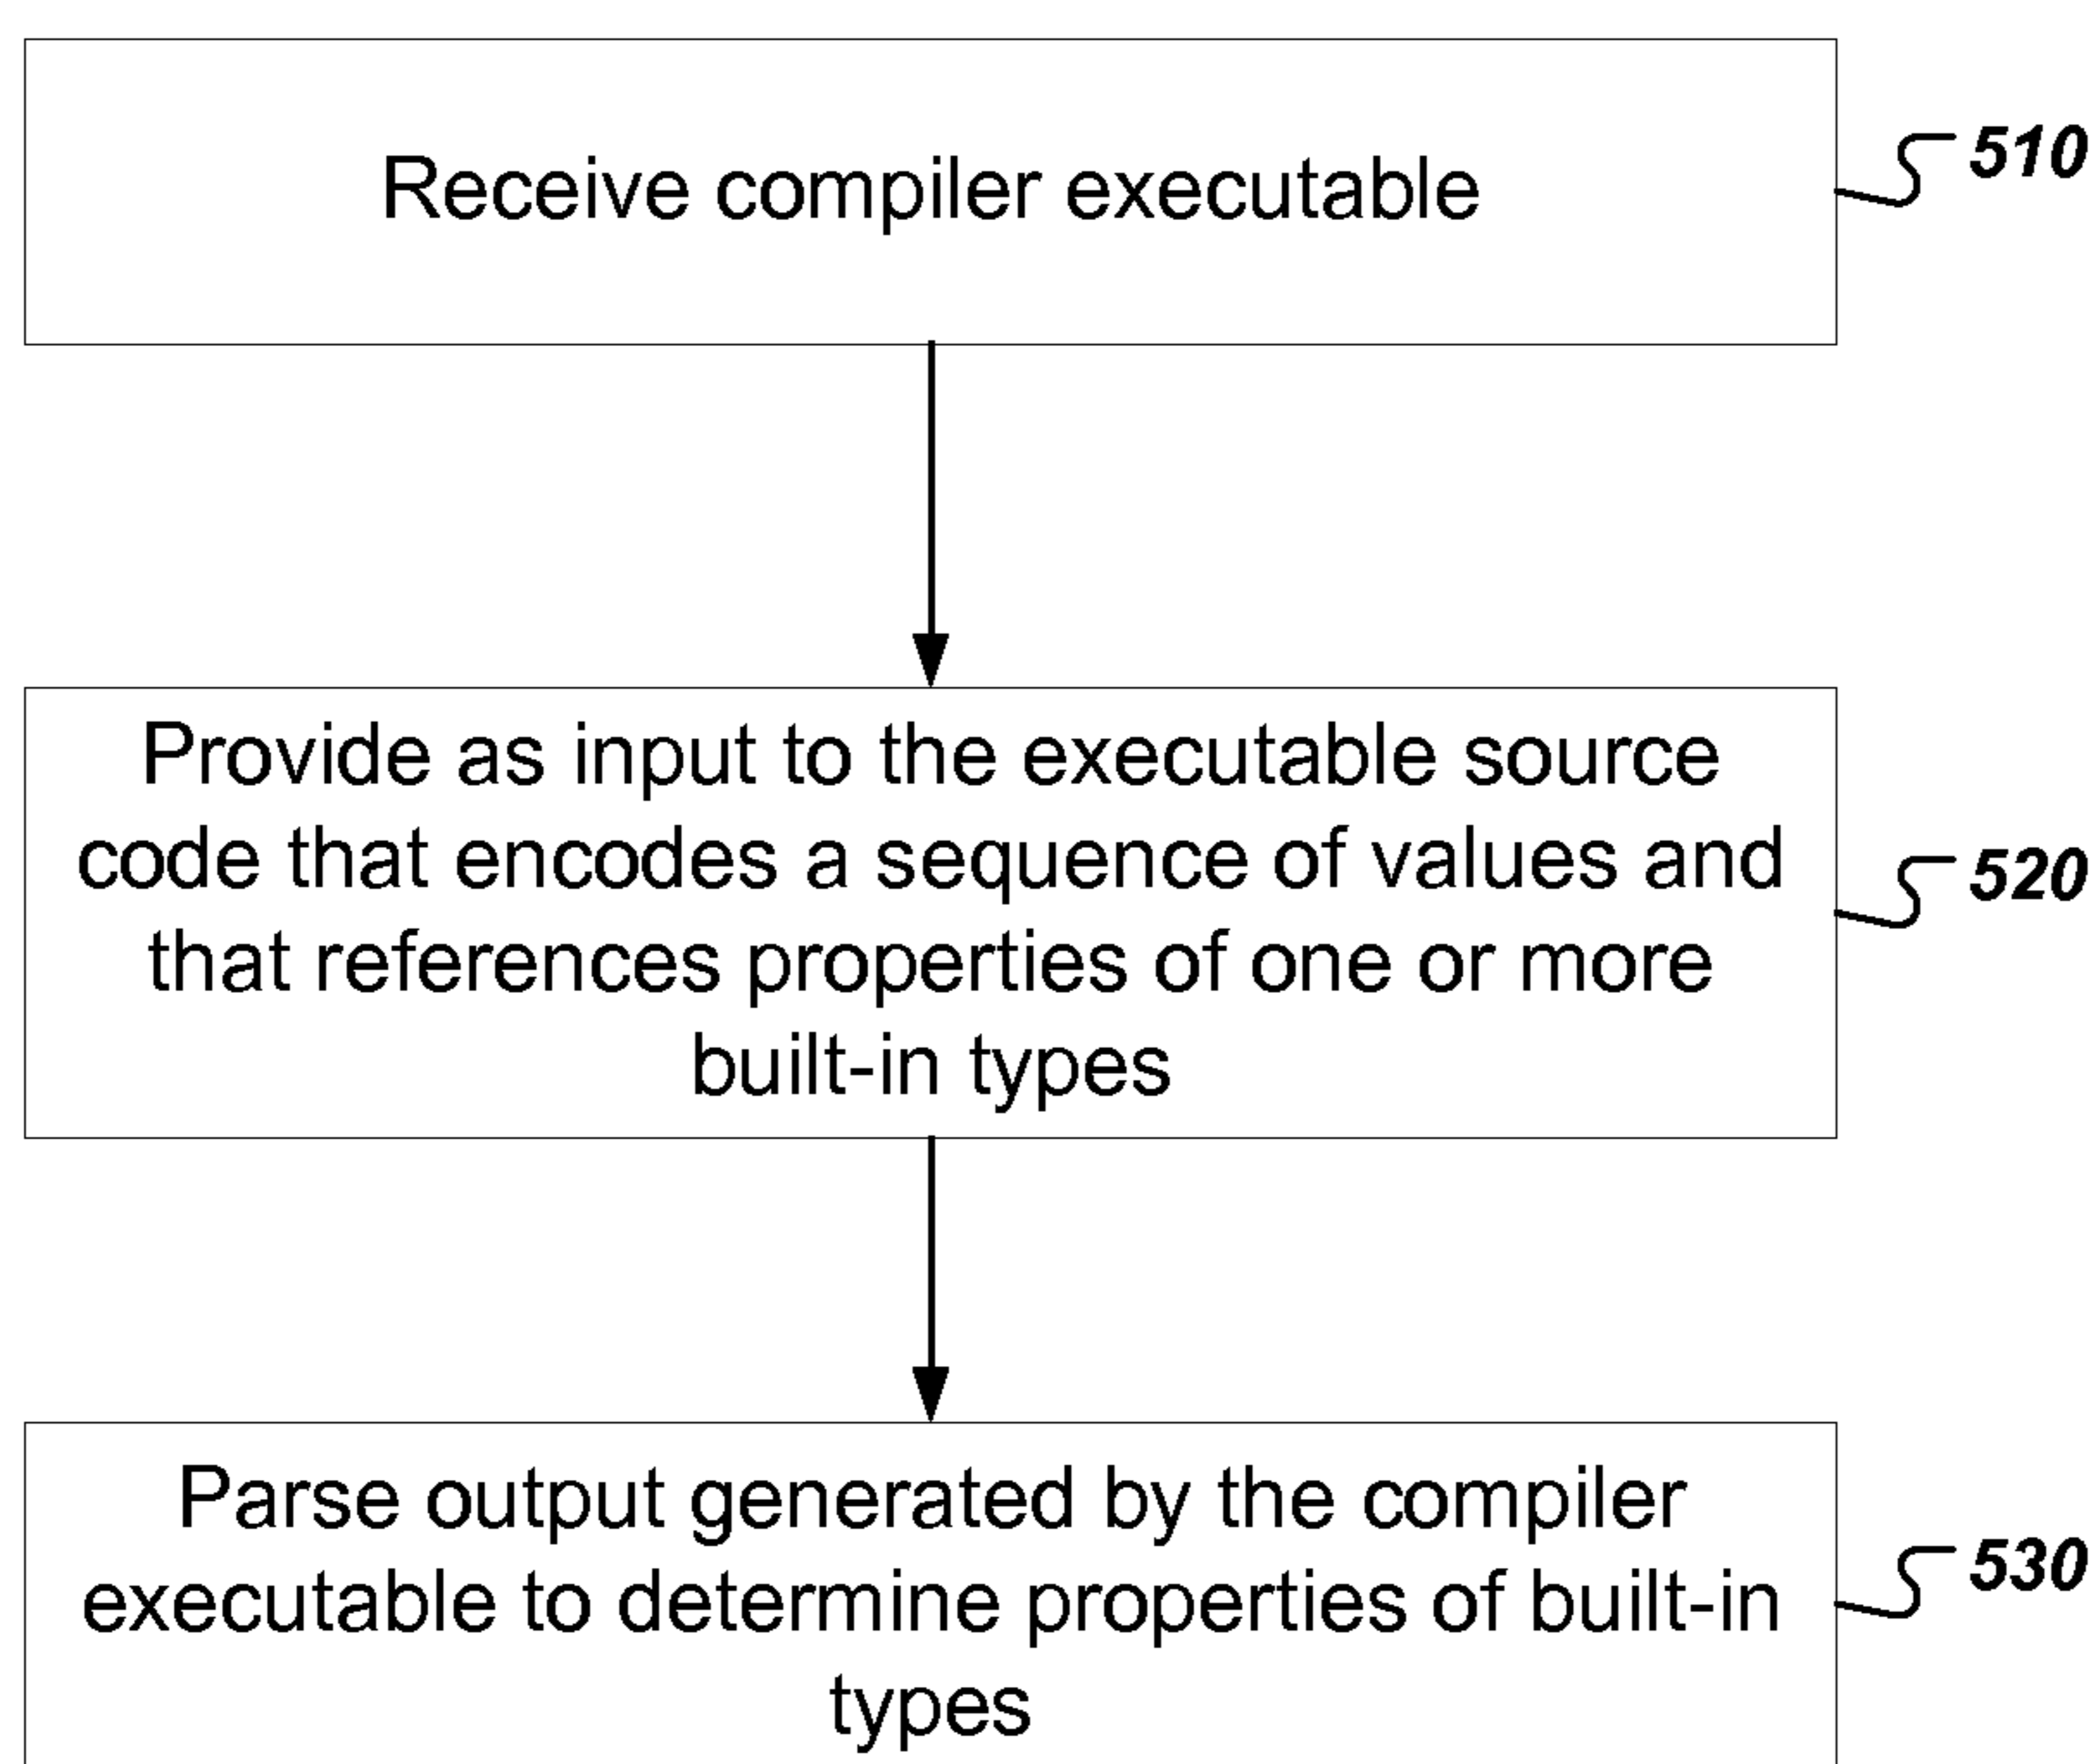 Receive compiler executable
510
Provide as input to the executable source
code that encodes a sequence of values and
that references properties of one or more
built-in types
520
Parse output generated by the compiler
executable to determine properties of built-in
types
530